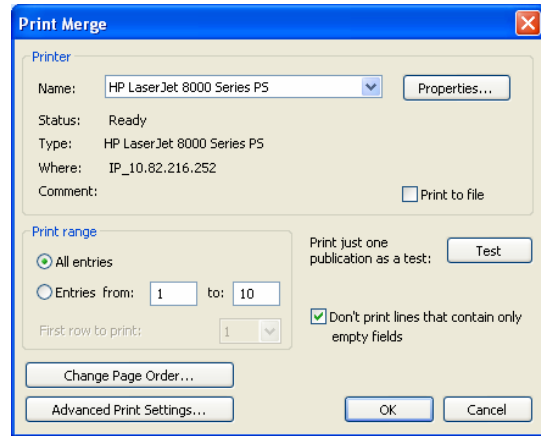 Print Merge
Printer
Name: HP LaserJet 8000 Series PS Properties...
Status: Ready
Type: HP LaserJet 8000 Series PS
Where: IP_10.82.216.252
Comment: Print to file
Print range
All entries
Entries from: 1 to: 10
First row to print: 1
Print just one
publication as a test: Test
Don't print lines that contain only
empty fields
Change Page Order...
Advanced Print Settings... OK Cancel